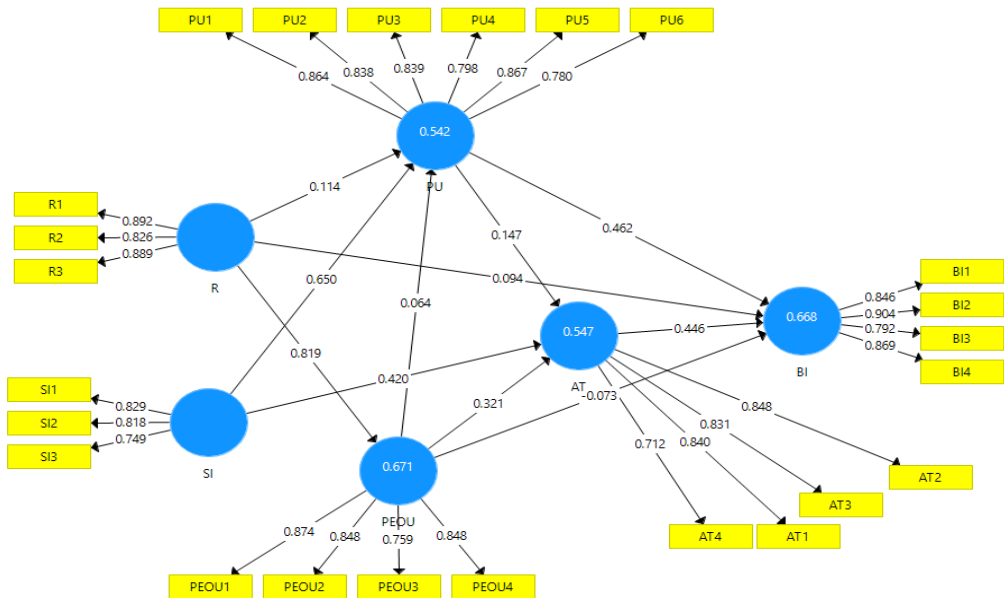 PU1 PU2 PU3 PU4 PU5 PU6
0.864 0.838 0.839 0.798 0.867 0.780
0.542
PU
R1
R2
R3
0.892
0.826
0.889
R
0.114
0.650
0.064
0.819
0.147
0.462
0.094
SI1
SI2
SI3
0.829
0.818
0.749
SI
0.420
0.321
0.547
AT
0.446
-0.073
0.668
BI
0.846
0.904
0.792
0.869
BI1
BI2
BI3
BI4
0.671
PEOU
0.874 0.848 0.759 0.848
PEOU1 PEOU2 PEOU3 PEOU4
0.712 0.840 0.831 0.848
AT4 AT1 AT3 AT2